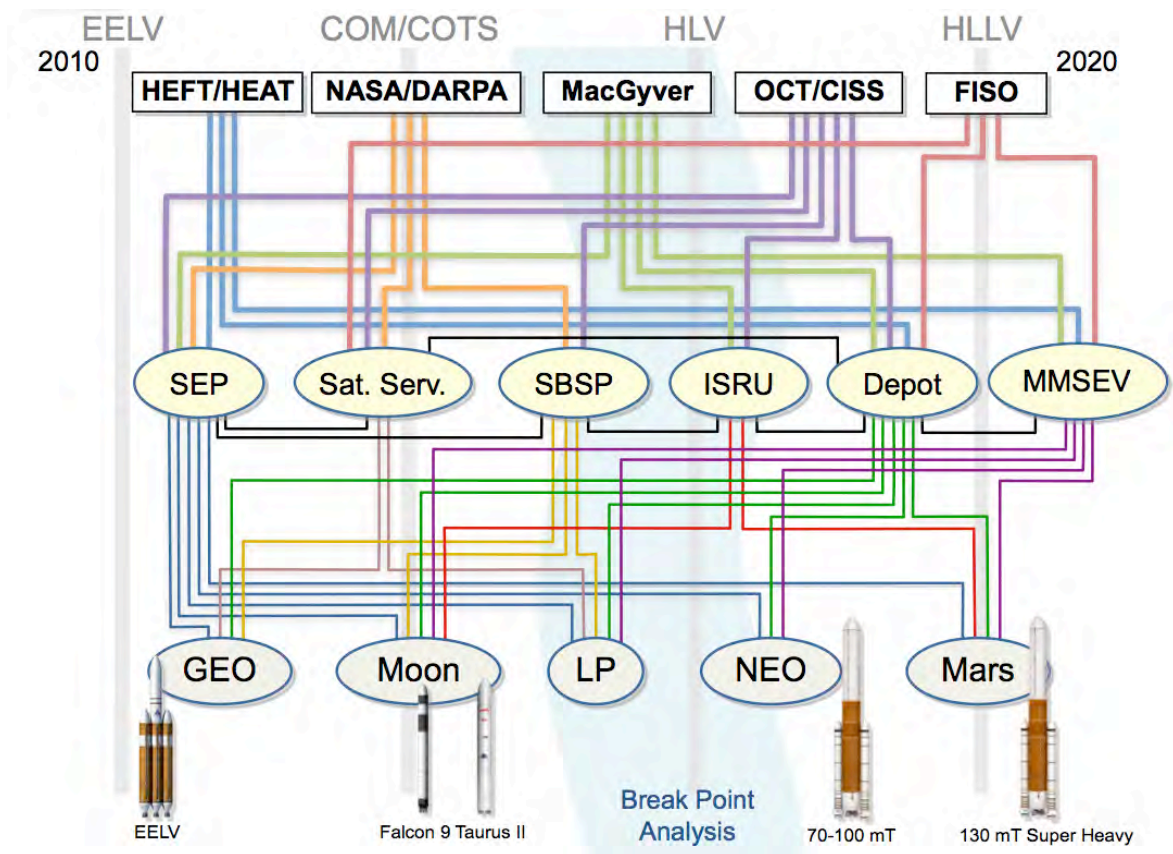 EELV
COM/COTS
HLV
HLLV
2010
2020
HEFT/HEAT
NASA/DARPA
MacGyver
OCT/CISS
FISO
SEP
Sat. Serv.
SBSP
ISRU
Depot
MMSEV
GEO
Moon
LP
NEO
Mars
Break Point
Analysis
EELV
Falcon 9 Taurus II
70-100 mT
130 mT Super Heavy